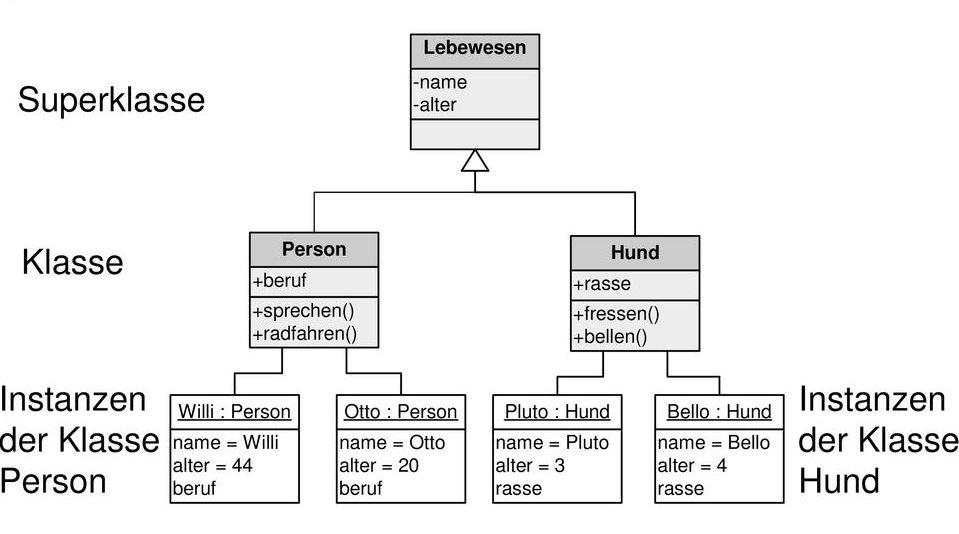 Lebewesen
-name
-alter
Superklasse
Klasse
Person
+beruf
+sprechen()
+radfahren()
Hund
+rasse
+fressen()
+bellen()
Instanzen
der Klasse
Person
Willi : Person
name = Willi
alter = 44
beruf
Otto : Person
name = Otto
alter = 20
beruf
Pluto : Hund
name = Pluto
alter = 3
rasse
Bello : Hund
name = Bello
alter = 4
rasse
Instanzen
der Klasse
Hund